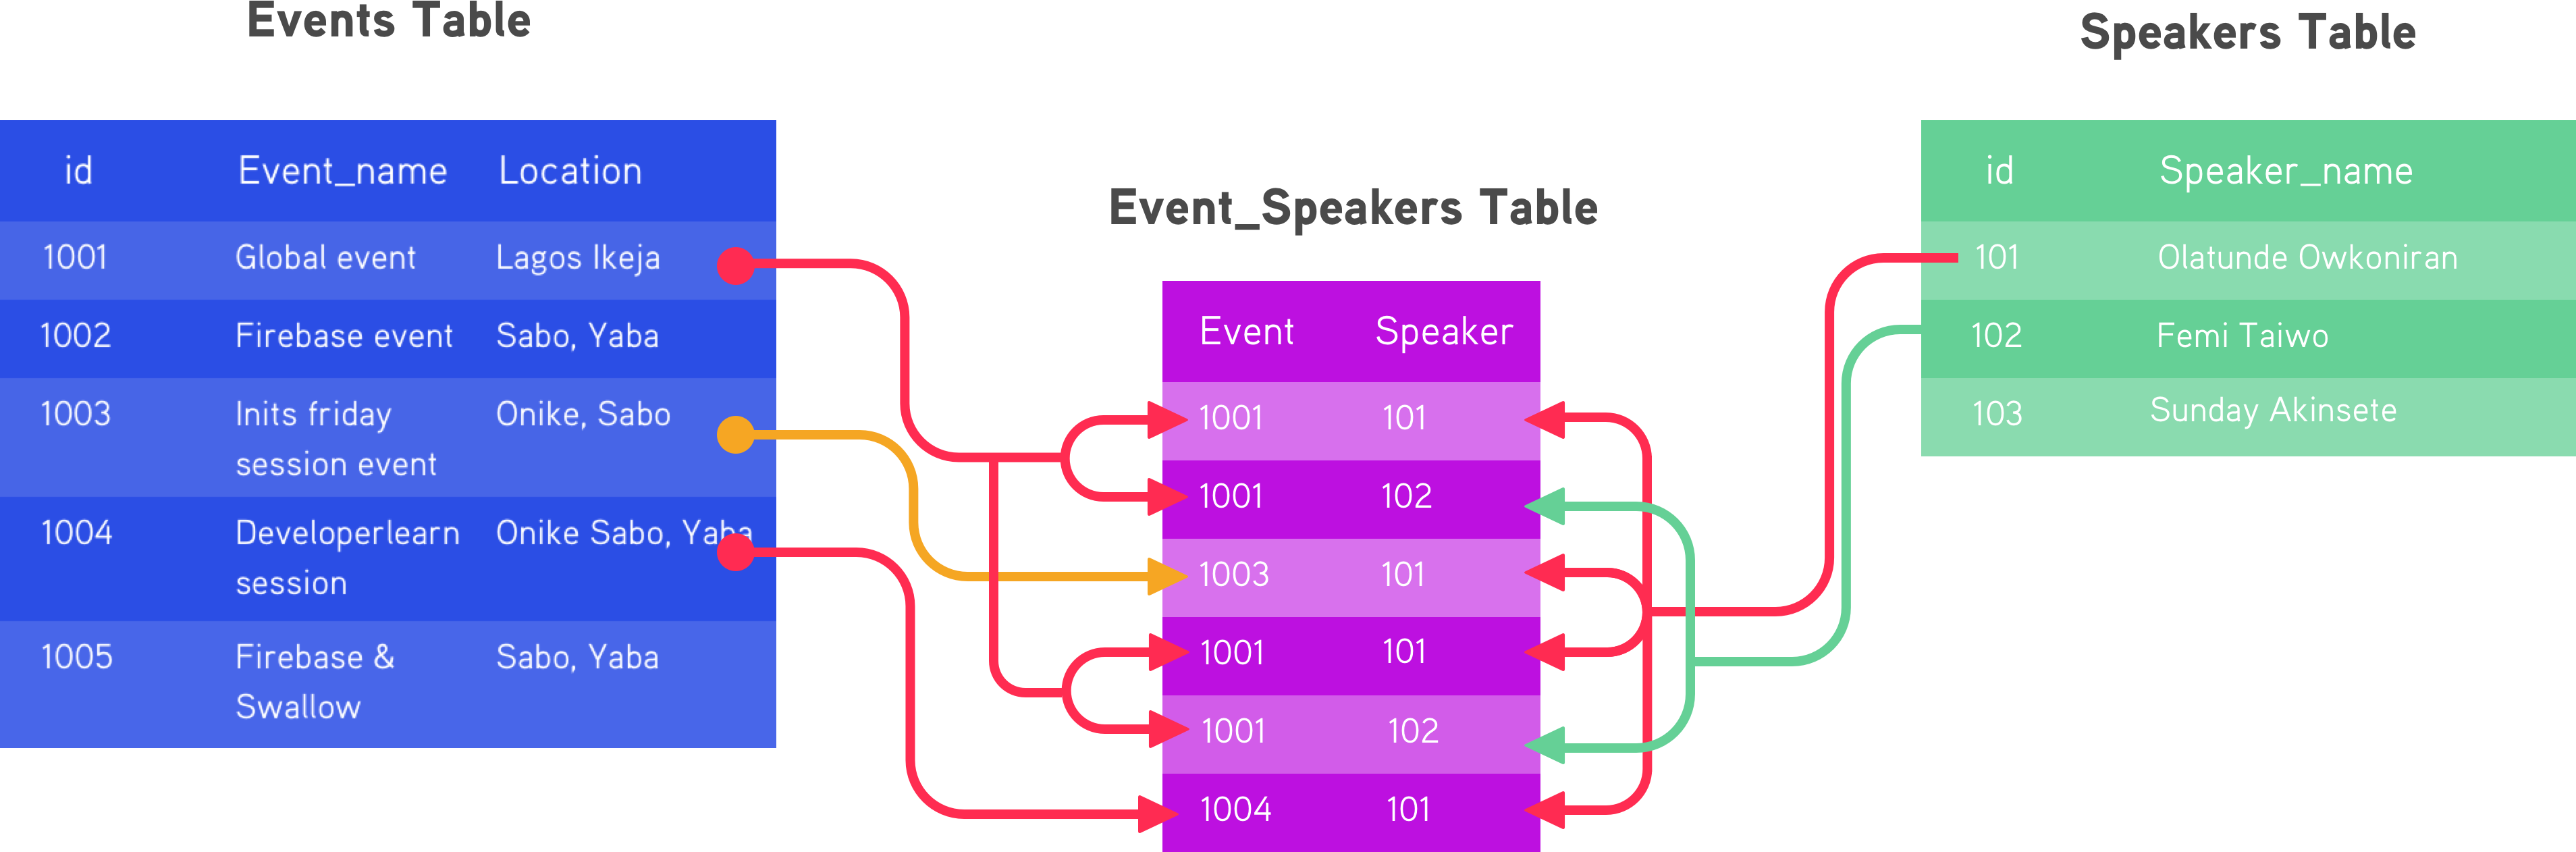 Events Table
id Event_name Location
1001 Global event Lagos Ikeja
1002 Firebase event Sabo, Yaba
1003 Inits friday Onike, Sabo
session event
1004 Developerlearn Onike Sabo, Yaba
session
1005 Firebase & Sabo, Yaba
Swallow
Event_Speakers Table
Event Speaker
1001 101
1001 102
1003 101
1001 101
1001 102
1004 101
Speakers Table
id Speaker_name
101 Olatunde Owkoniran
102 Femi Taiwo
103 Sunday Akinsete